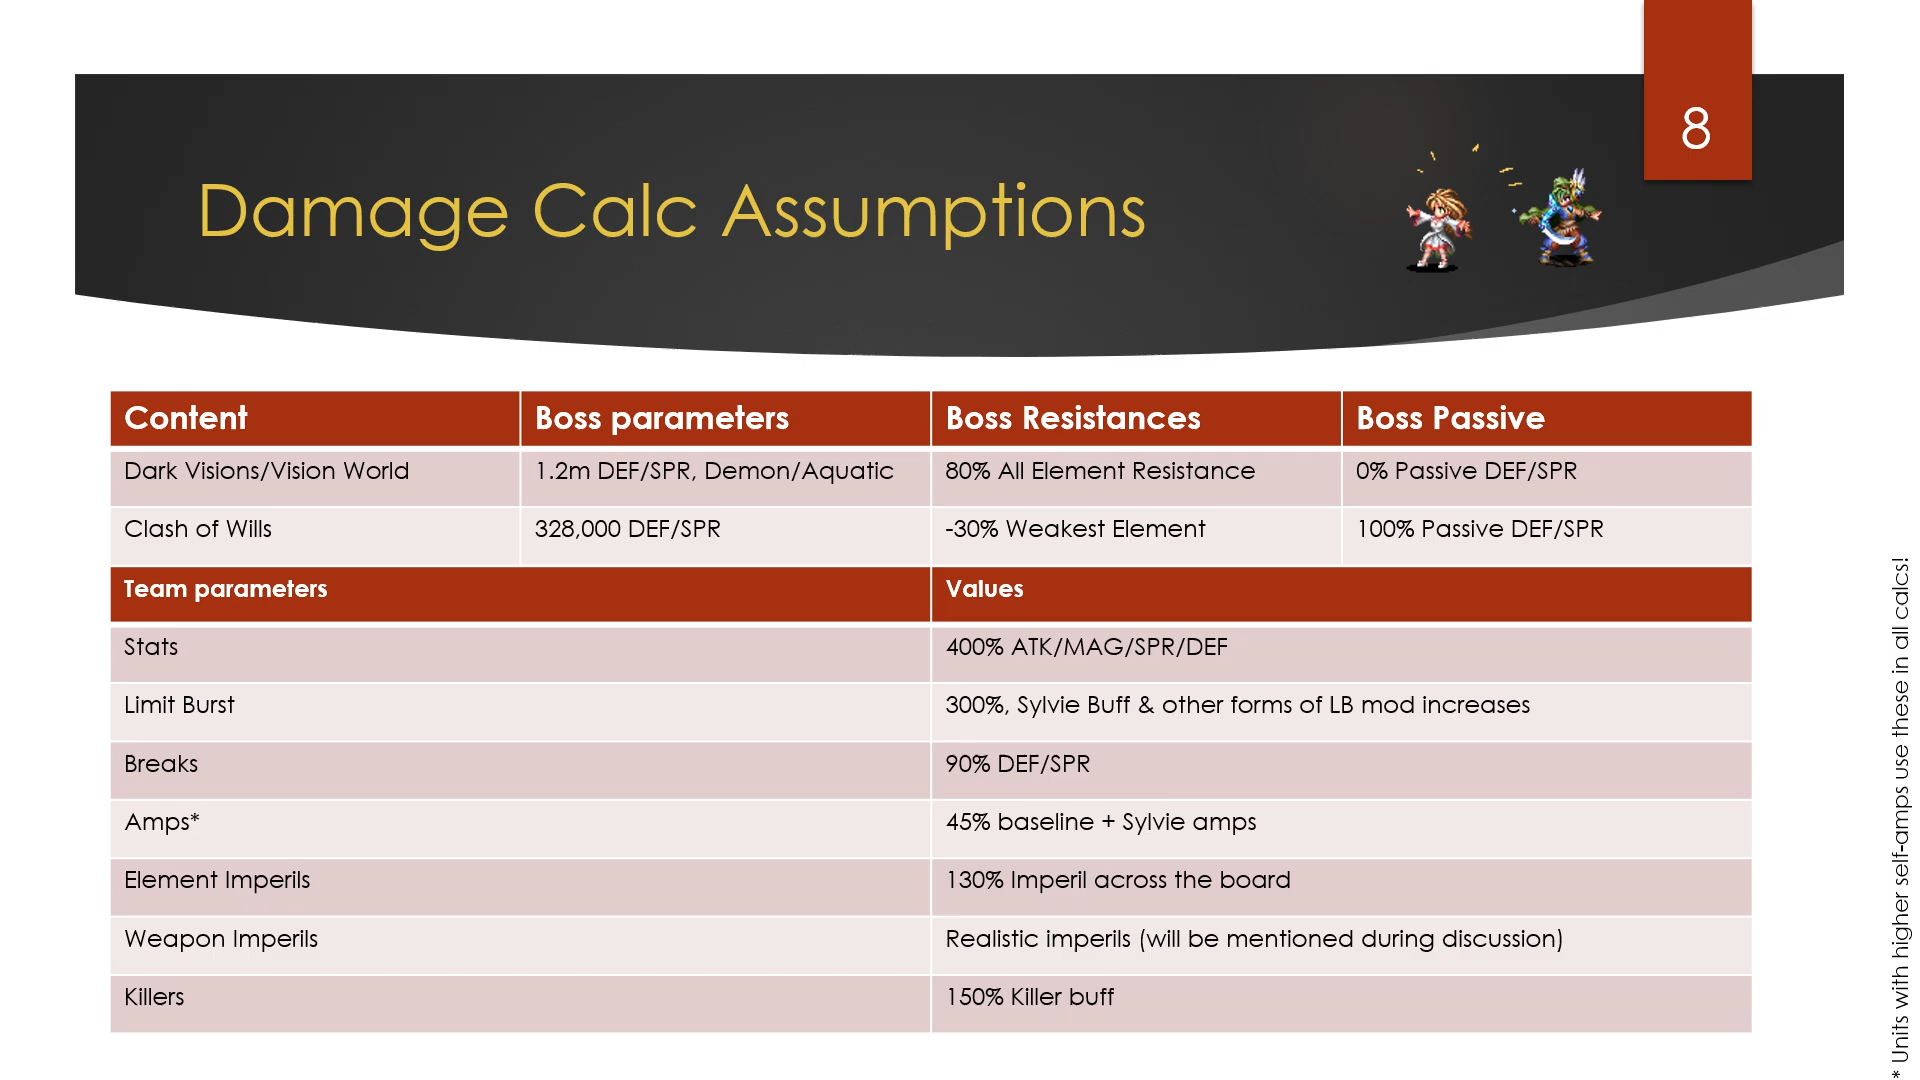 8
Damage Calc Assumptions
Content Boss parameters Boss Resistances Boss Passive
Dark Visions/Vision World 1.2m DEF/SPR, Demon/Aquatic 80% All Element Resistance 0% Passive DEF/SPR
Clash of Wills 328,000 DEF/SPR -30% Weakest Element 100% Passive DEF/SPR
Team parameters Values
Stats 400% ATK/MAG/SPR/DEF
Limit Burst 300%, Sylvie Buff & other forms of LB mod increases
Breaks 90% DEF/SPR
Amps* 45% baseline + Sylvie amps
Element Imperils 130% Imperil across the board
Weapon Imperils Realistic imperils (will be mentioned during discussion)
Killers 150% Killer buff
* Units with higher self-amps use these in all calcs!